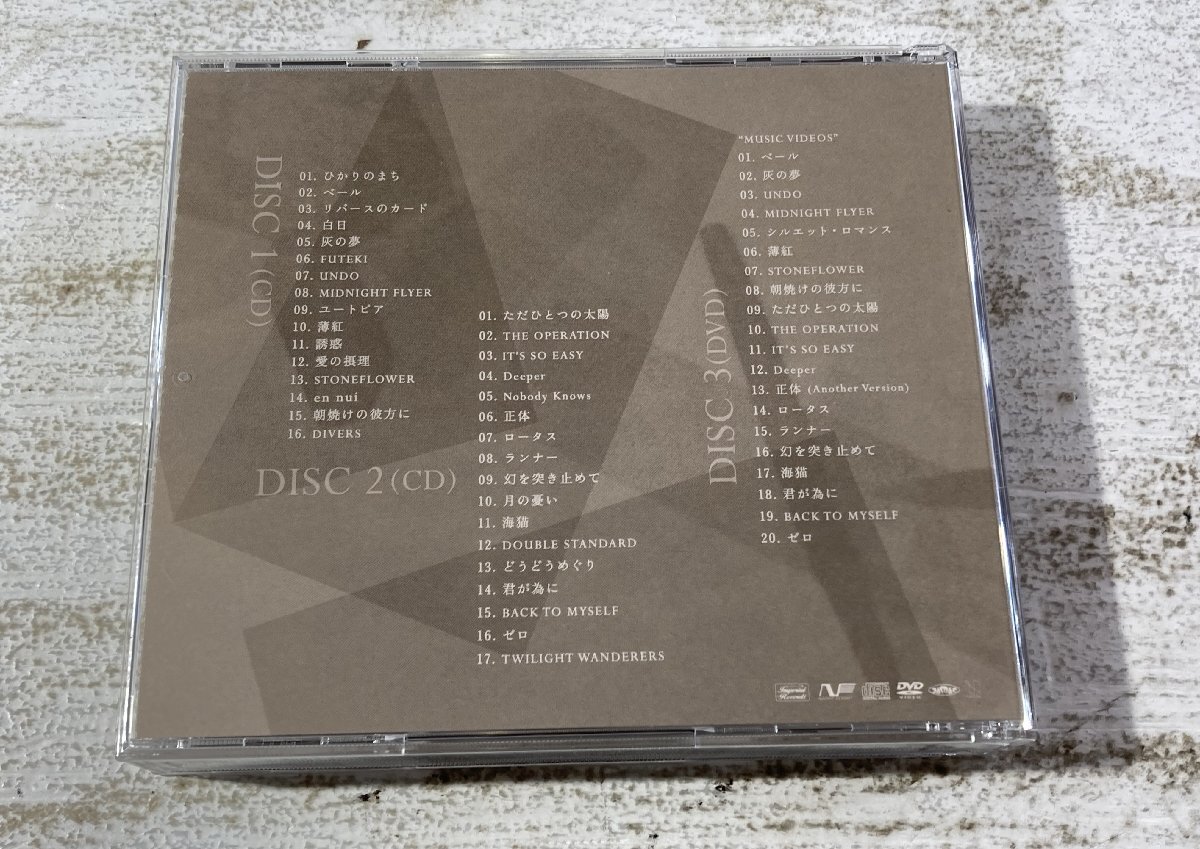 DISC 1 (CD)
01. ひかりのまち
02. ベール
03. リバースのカード
04. 白日
05. 灰の夢
06. FUTEKI
07. UNDO
08. MIDNIGHT FLYER
09. ユートピア
10. 薄紅
11. 誘惑
12. 愛の摂理
13. STONEFLOWER
14. en nui
15. 朝焼けの彼方に
16. DIVERS
DISC 2 (CD)
01. ただひとつの太陽
02. THE OPERATION
03. IT'S SO EASY
04. Deeper
05. Nobody Knows
06. 正体
07. ロータス
08. ランナー
09. 幻を突き止めて
10. 月の憂い
11. 海猫
12. DOUBLE STANDARD
13. どうどうめぐり
14. 君が為に
15. BACK TO MYSELF
16. ゼロ
17. TWILIGHT WANDERERS
DISC 3 (DVD)
"MUSIC VIDEOS"
01. ベール
02. 灰の夢
03. UNDO
04. MIDNIGHT FLYER
05. シルエット・ロマンス
06. 薄紅
07. STONEFLOWER
08. 朝焼けの彼方に
09. ただひとつの太陽
10. THE OPERATION
11. IT'S SO EASY
12. Deeper
13. 正体 (Another Version)
14. ロータス
15. ランナー
16. 幻を突き止めて
17. 海猫
18. 君が為に
19. BACK TO MYSELF
20. ゼロ
Imperial Records
DISC
DVD VIDEO